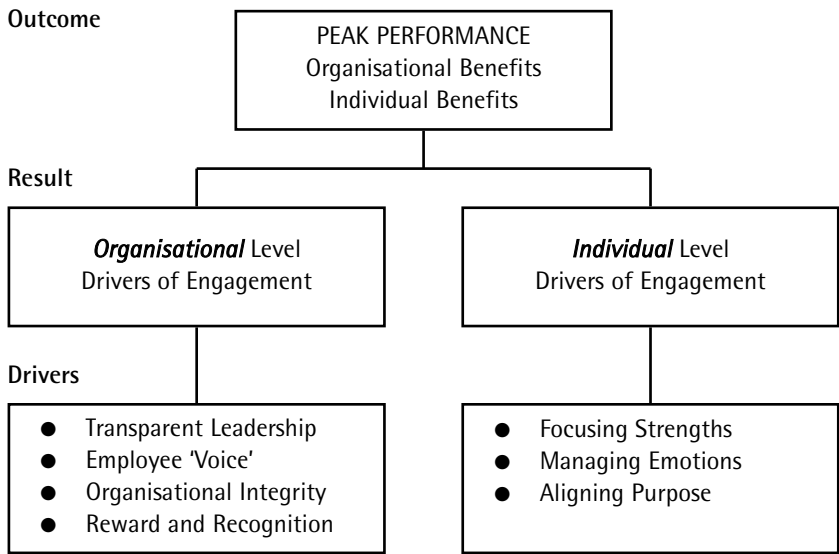 Outcome
PEAK PERFORMANCE
Organisational Benefits
Individual Benefits
Result
Organisational Level
Drivers of Engagement
Individual Level
Drivers of Engagement
Drivers
● Transparent Leadership
● Employee ‘Voice’
● Organisational Integrity
● Reward and Recognition
● Focusing Strengths
● Managing Emotions
● Aligning Purpose